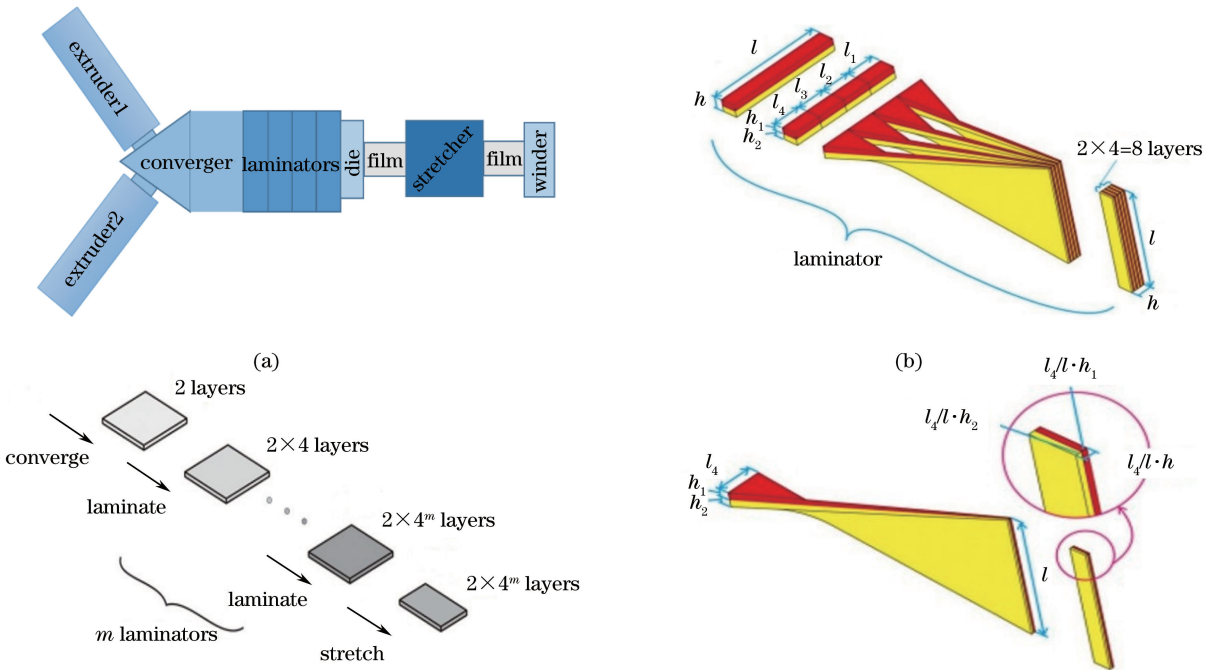 extruder1
extruder2
converger
laminators
die
film
stretcher
film
winder
(a)
l
h
l₁
l₂
l₃
l₄
h₁
h₂
2×4=8 layers
l
h
laminator
(b)
2 layers
converge
2×4 layers
laminate
2×4ᵐ layers
laminate
2×4ᵐ layers
m laminators
stretch
l₄/l·h₁
l₄/l·h₂
l₄/l·h
l₄
h₁
h₂
l